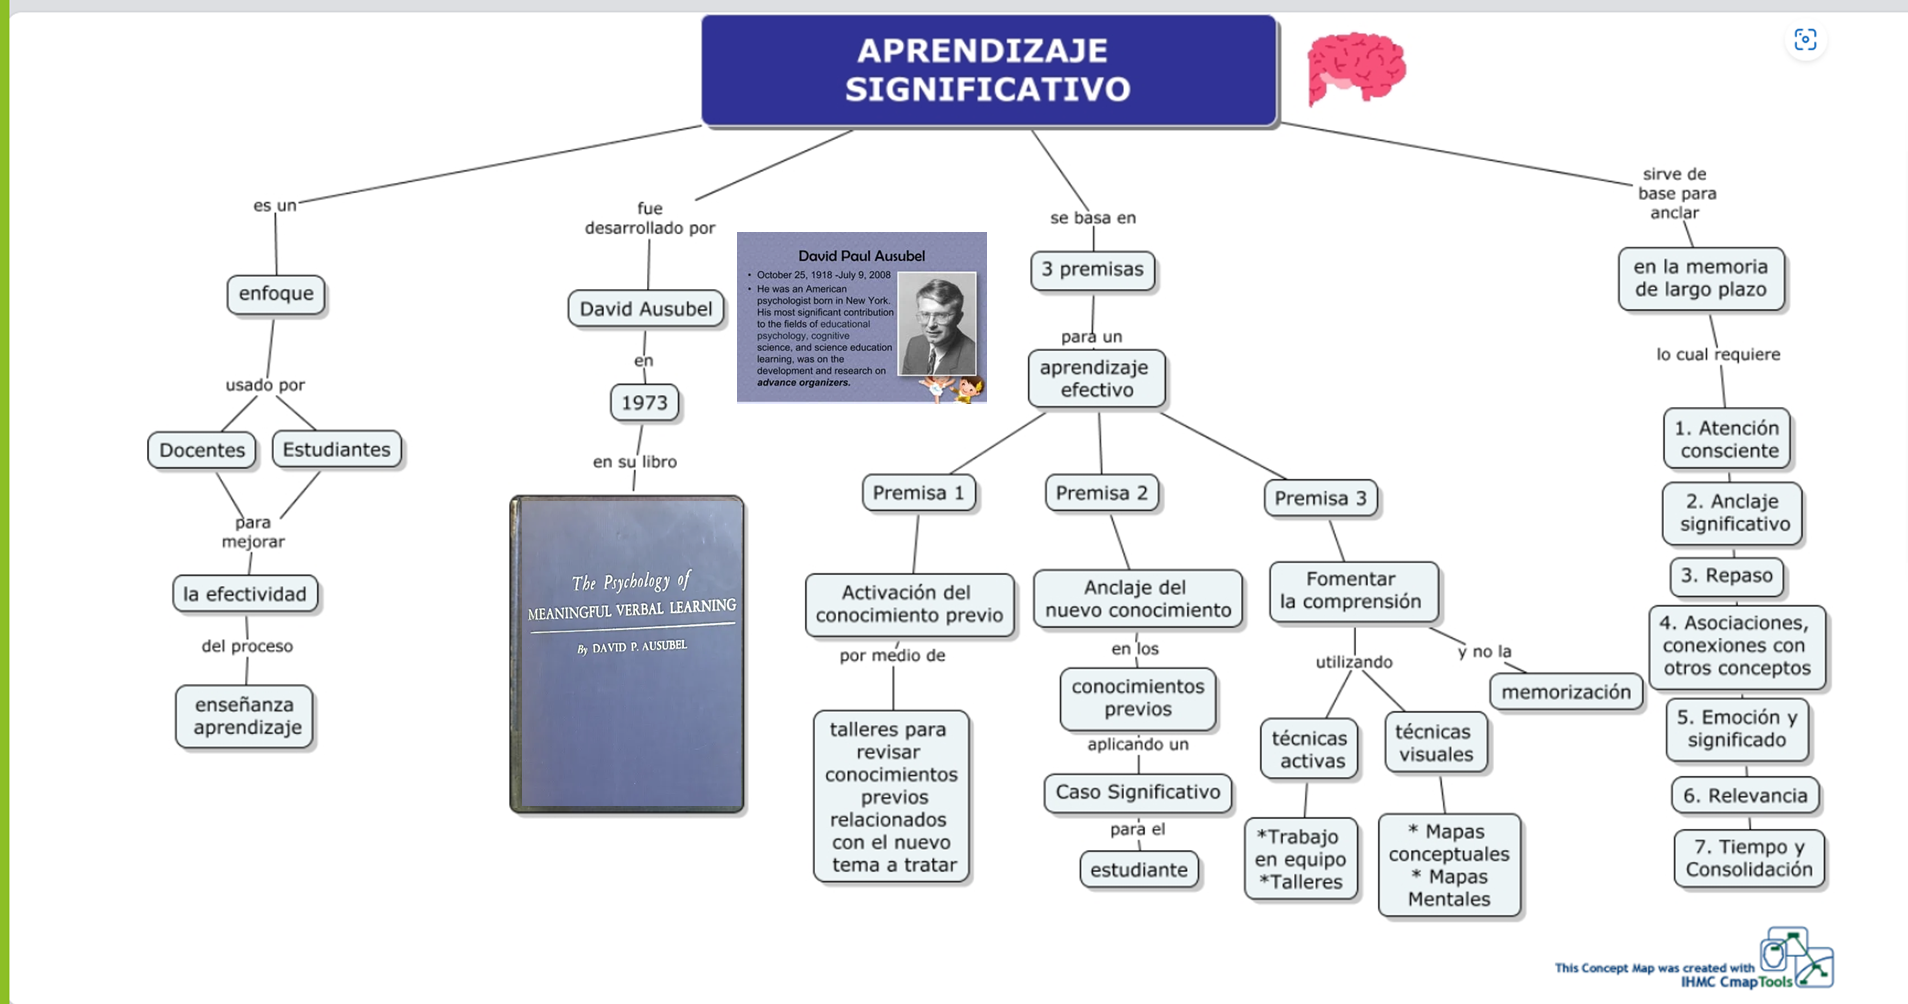 APRENDIZAJE
SIGNIFICATIVO
es un
enfoque
usado por
Docentes
Estudiantes
para
mejorar
la efectividad
del proceso
enseñanza
aprendizaje
fue
desarrollado por
David Ausubel
en
1973
en su libro
The Psychology of
MEANINGFUL VERBAL LEARNING
By DAVID P. AUSUBEL
David Paul Ausubel
• October 25, 1918 -July 9, 2008
• He was an American
psychologist born in New York.
His most significant contribution
to the fields of educational
psychology, cognitive
science, and science education
learning, was on the
development and research on
advance organizers.
se basa en
3 premisas
para un
aprendizaje
efectivo
Premisa 1
Activación del
conocimiento previo
por medio de
talleres para
revisar
conocimientos
previos
relacionados
con el nuevo
tema a tratar
Premisa 2
Anclaje del
nuevo conocimiento
en los
conocimientos
previos
aplicando un
Caso Significativo
para el
estudiante
Premisa 3
Fomentar
la comprensión
utilizando
técnicas
activas
*Trabajo
en equipo
*Talleres
técnicas
visuales
* Mapas
conceptuales
* Mapas
Mentales
y no la
memorización
sirve de
base para
anclar
en la memoria
de largo plazo
lo cual requiere
1. Atención
consciente
2. Anclaje
significativo
3. Repaso
4. Asociaciones,
conexiones con
otros conceptos
5. Emoción y
significado
6. Relevancia
7. Tiempo y
Consolidación
This Concept Map was created with
IHMC CmapTools